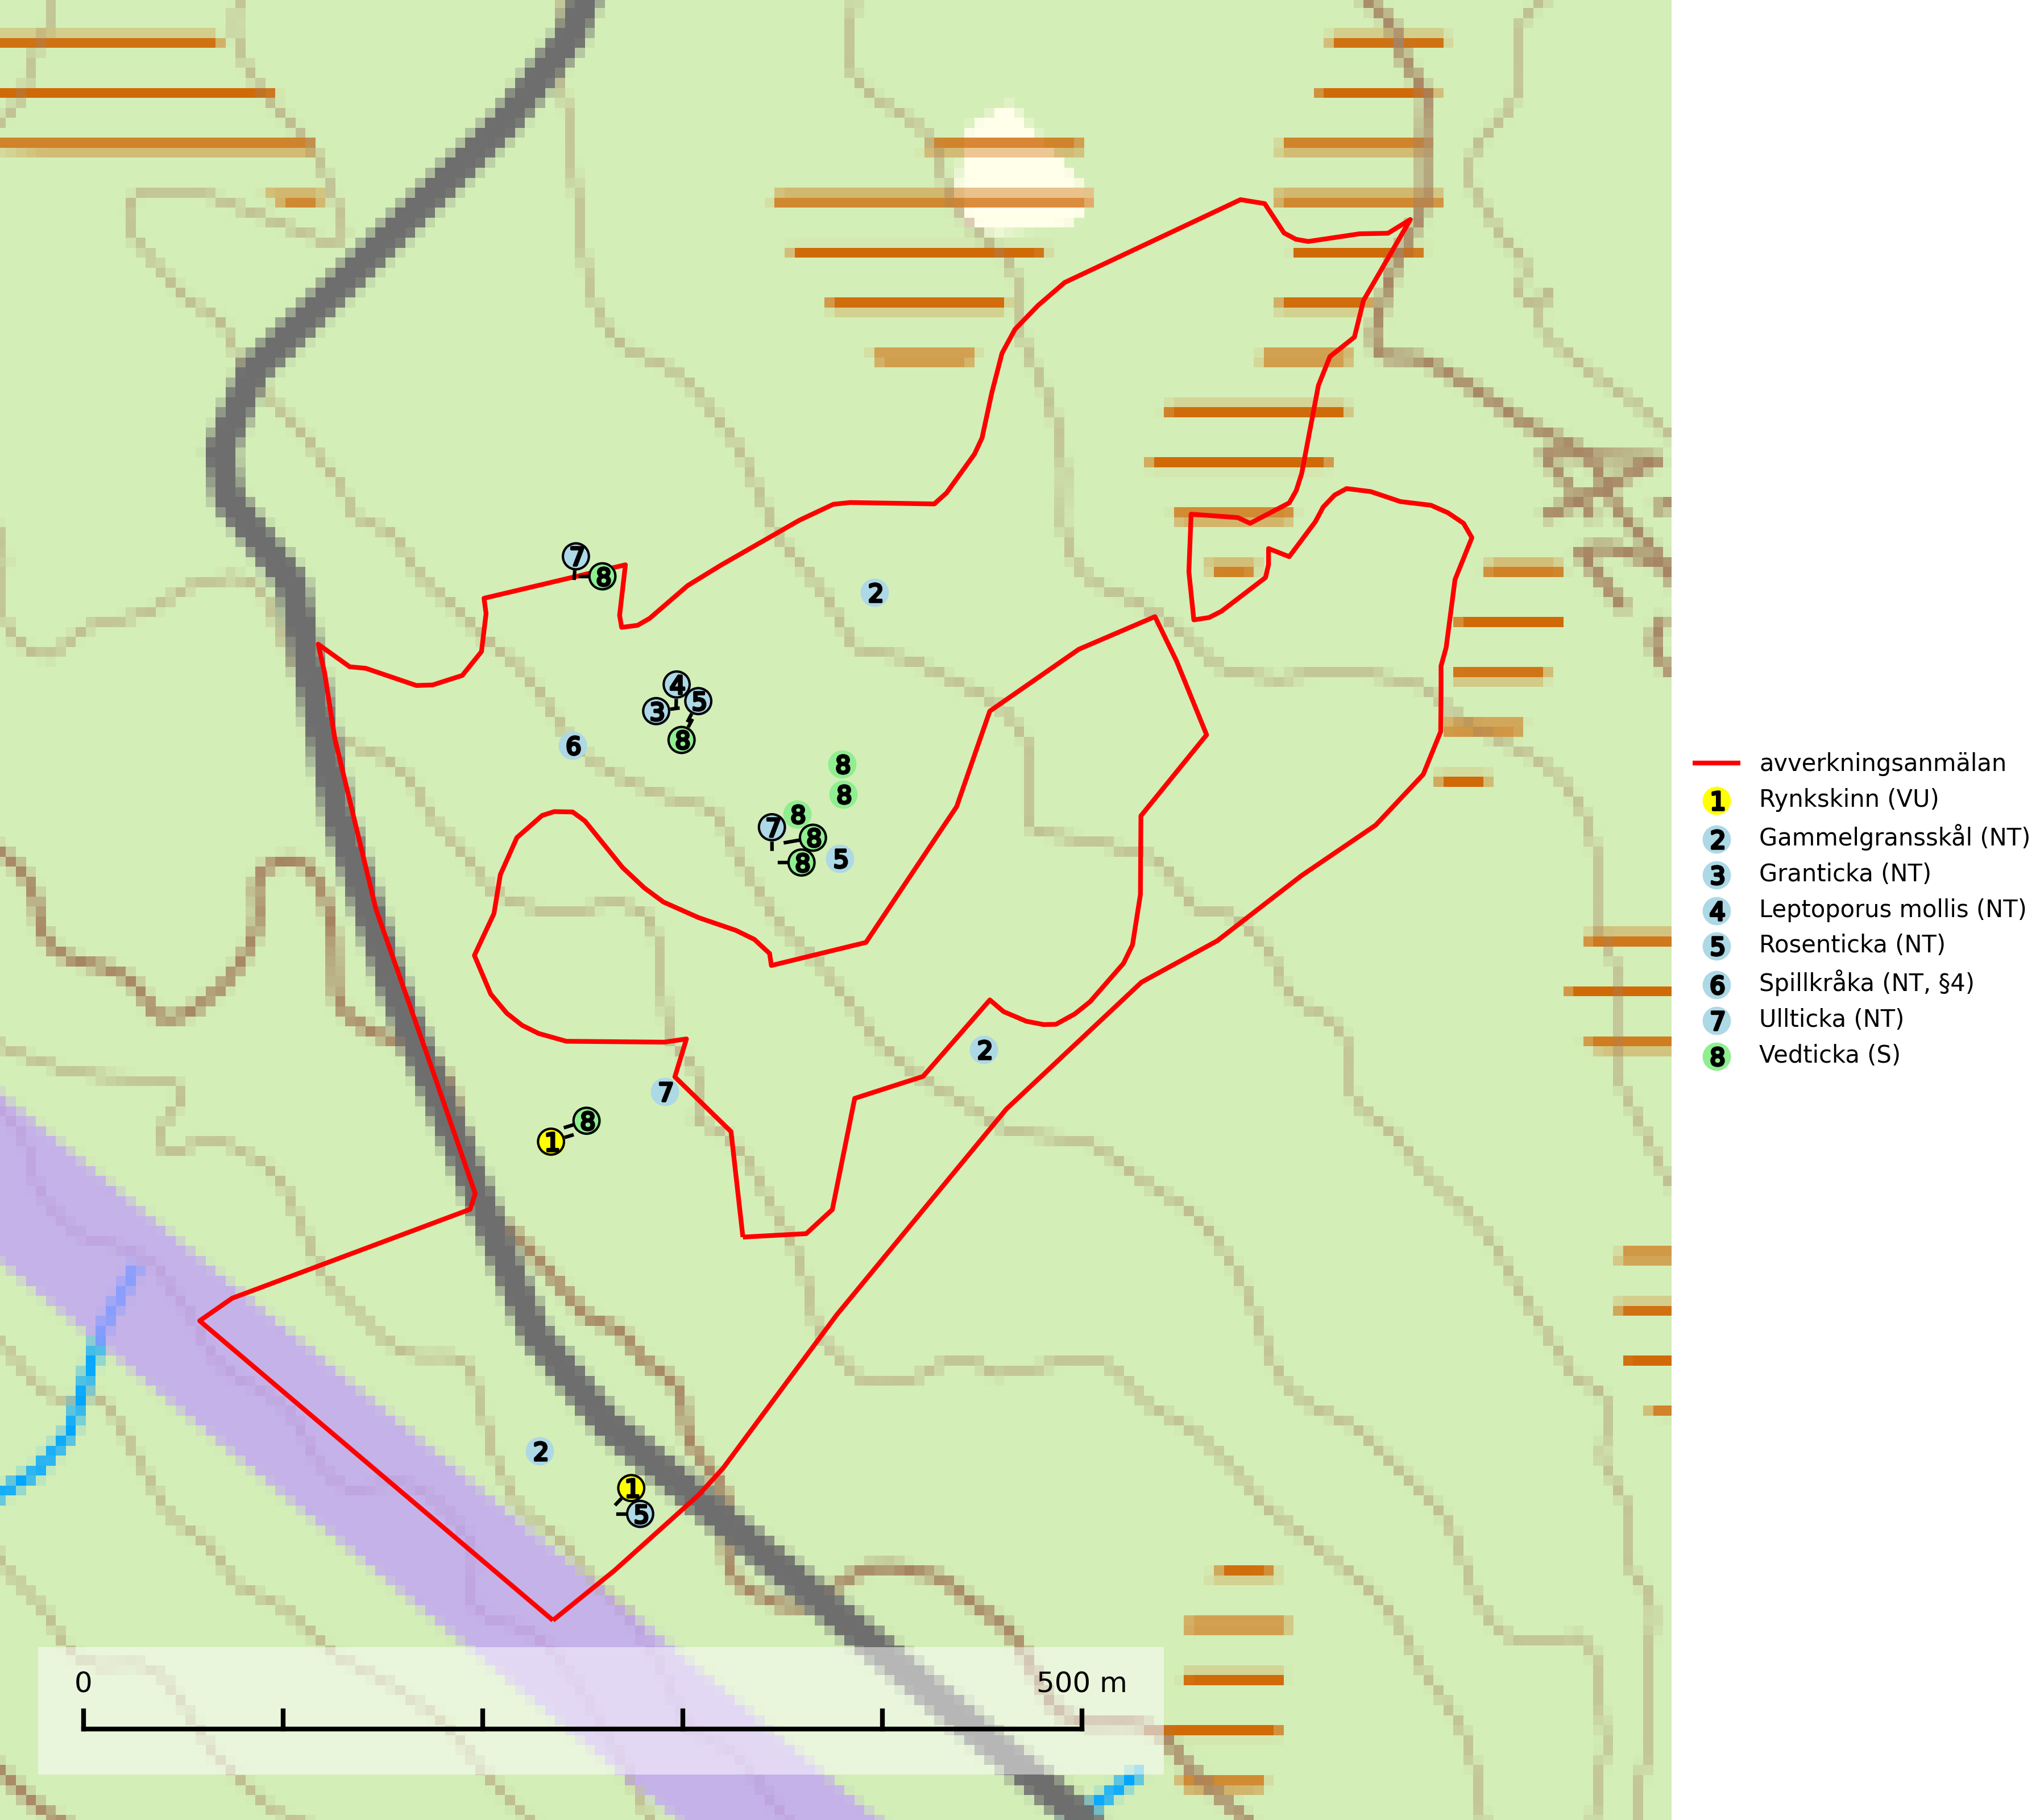 7
8
2
4
5
3
8
6
8
8
8
7
8
8
5
2
7
8
1
2
1
5
0
500 m
avverkningsanmälan
1 Rynkskinn (VU)
2 Gammelgransskål (NT)
3 Granticka (NT)
4 Leptoporus mollis (NT)
5 Rosenticka (NT)
6 Spillkråka (NT, §4)
7 Ullticka (NT)
8 Vedticka (S)